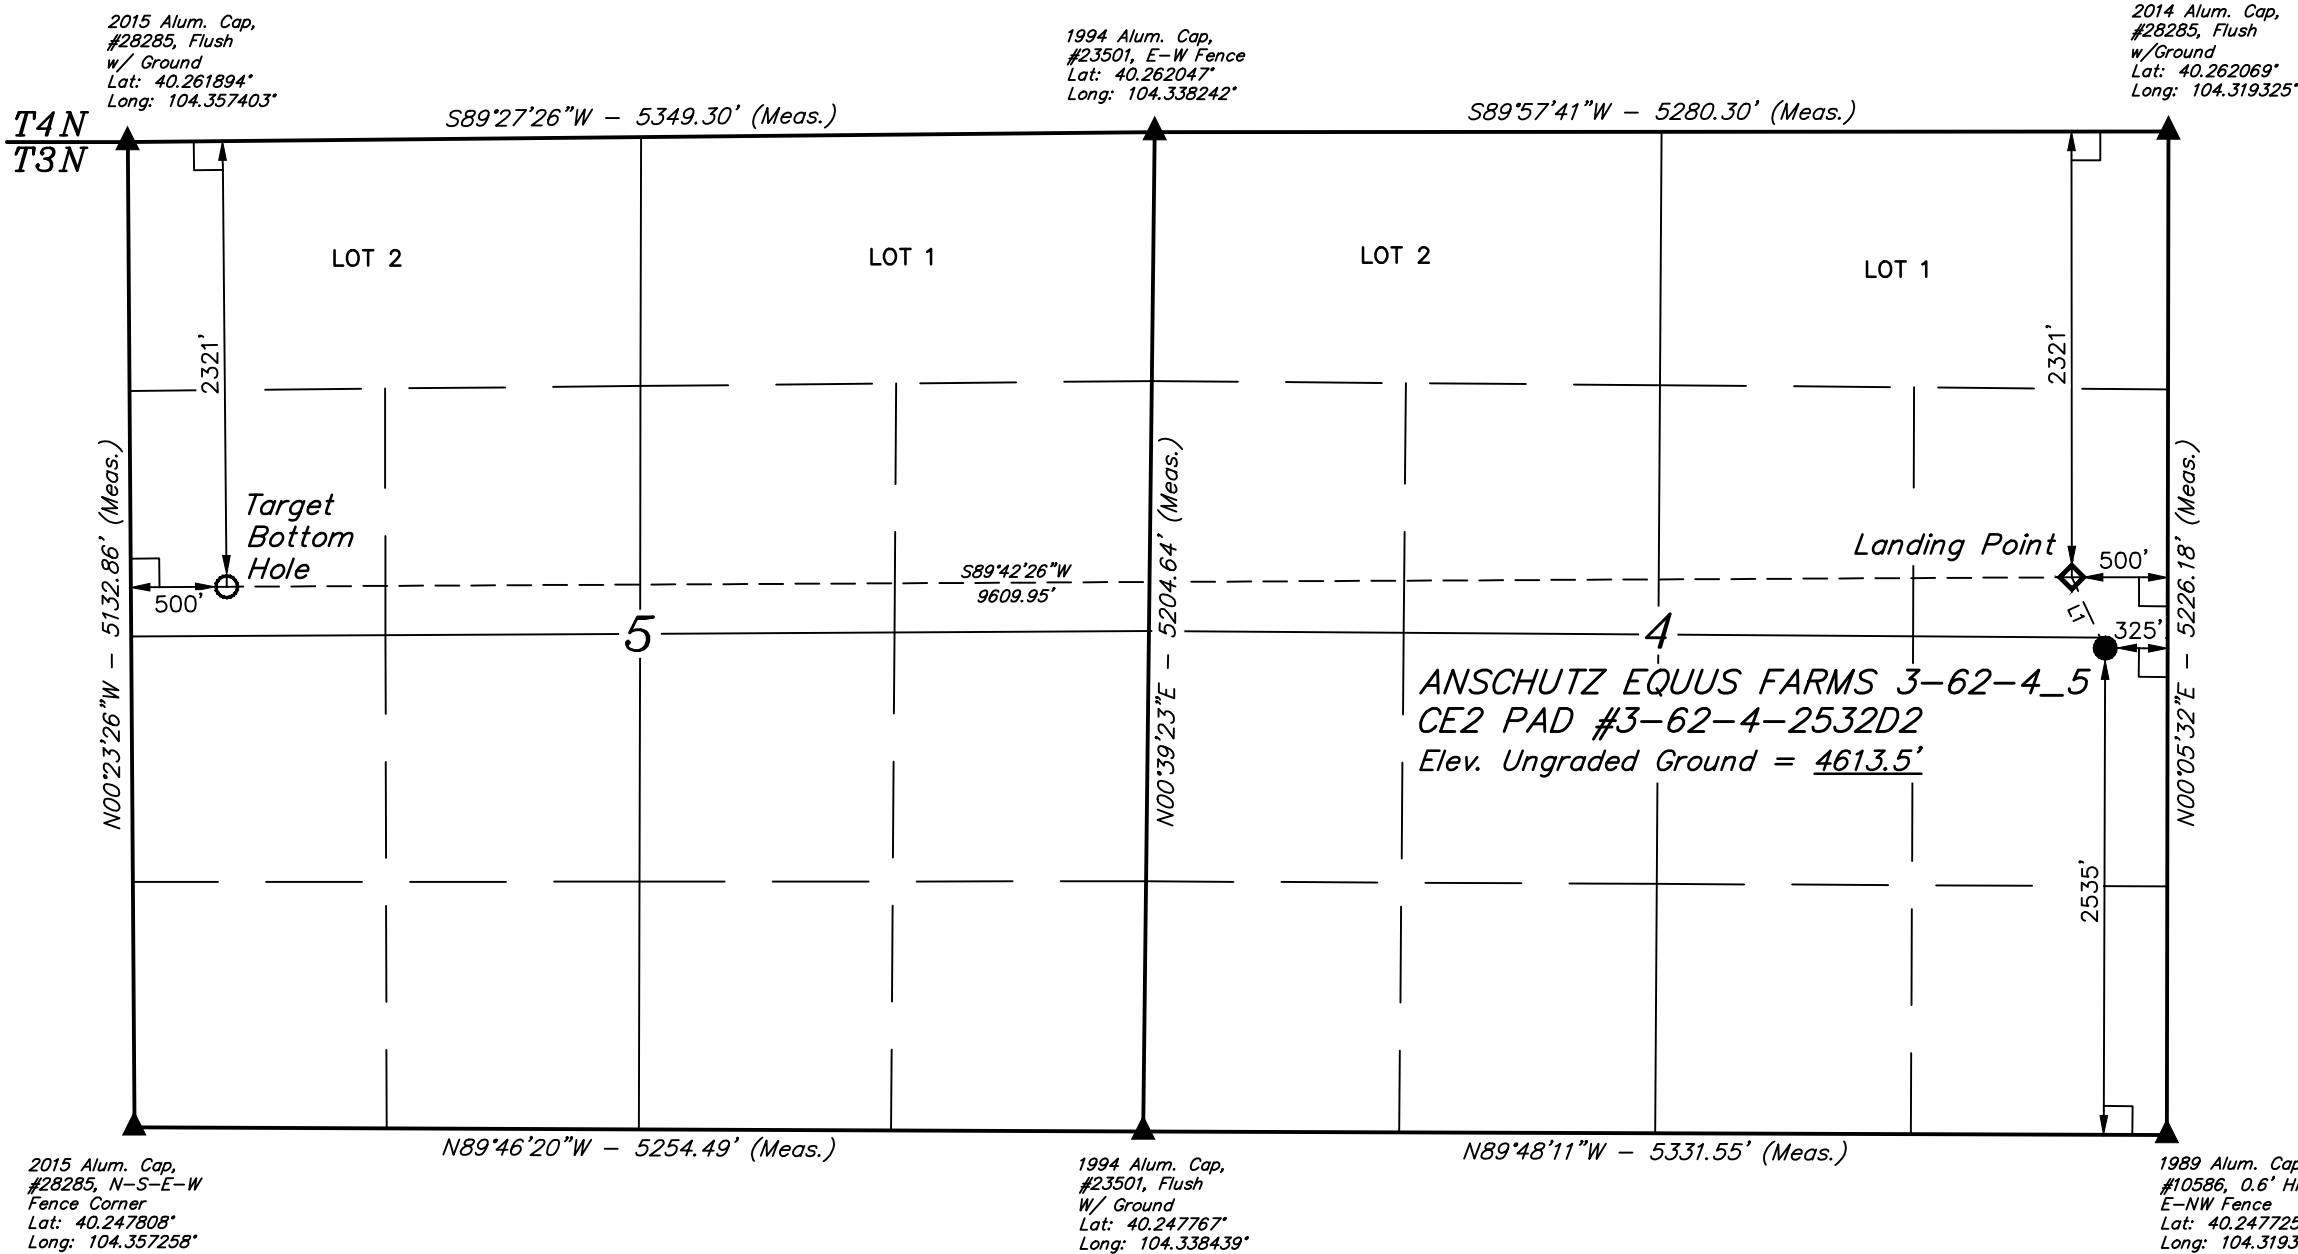 2015 Alum. Cap,
#28285, Flush
w/ Ground
Lat: 40.261894°
Long: 104.357403°
1994 Alum. Cap,
#23501, E-W Fence
Lat: 40.262047°
Long: 104.338242°
2014 Alum. Cap,
#28285, Flush
w/Ground
Lat: 40.262069°
Long: 104.319325°
T4N
T3N
S89°27'26"W - 5349.30' (Meas.)
S89°57'41"W - 5280.30' (Meas.)
LOT 2
LOT 1
LOT 2
LOT 1
2321'
2321'
N00°23'26"W - 5132.86' (Meas.)
N00°39'23"E - 5204.64' (Meas.)
N00°05'32"E - 5226.18' (Meas.)
Target
Bottom
Hole
500'
S89°42'26"W
9609.95'
Landing Point
500'
L1
325'
5
4
ANSCHUTZ EQUUS FARMS 3-62-4_5
CE2 PAD #3-62-4-2532D2
Elev. Ungraded Ground = 4613.5'
2535'
N89°46'20"W - 5254.49' (Meas.)
N89°48'11"W - 5331.55' (Meas.)
2015 Alum. Cap,
#28285, N-S-E-W
Fence Corner
Lat: 40.247808°
Long: 104.357258°
1994 Alum. Cap,
#23501, Flush
W/ Ground
Lat: 40.247767°
Long: 104.338439°
1989 Alum. Cap
#10586, 0.6'
E-NW Fence
Lat: 40.247725
Long: 104.3193